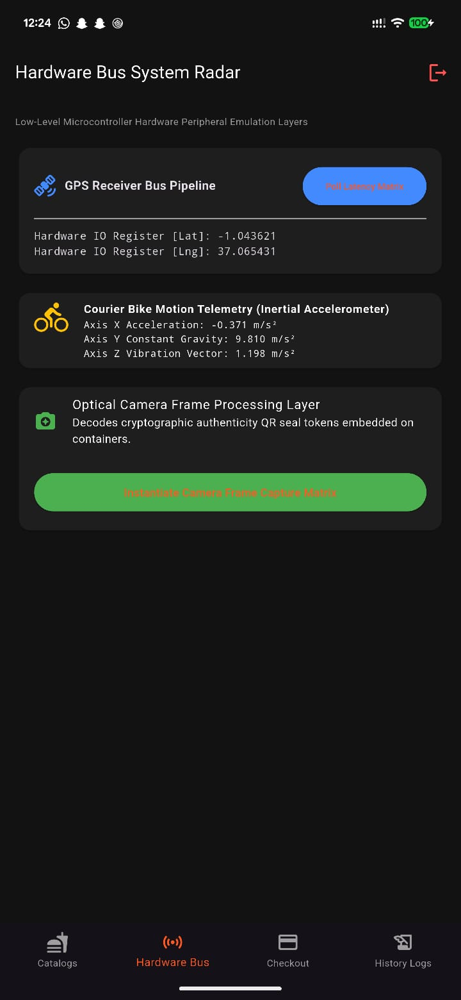 12:24
100
Hardware Bus System Radar
Low-Level Microcontroller Hardware Peripheral Emulation Layers
GPS Receiver Bus Pipeline
Poll Latency Matrix
Hardware IO Register [Lat]: -1.043621
Hardware IO Register [Lng]: 37.065431
Courier Bike Motion Telemetry (Inertial Accelerometer)
Axis X Acceleration: -0.371 m/s²
Axis Y Constant Gravity: 9.810 m/s²
Axis Z Vibration Vector: 1.198 m/s²
Optical Camera Frame Processing Layer
Decodes cryptographic authenticity QR seal tokens embedded on
containers.
Instantiate Camera Frame Capture Matrix
Catalogs
Hardware Bus
Checkout
History Logs